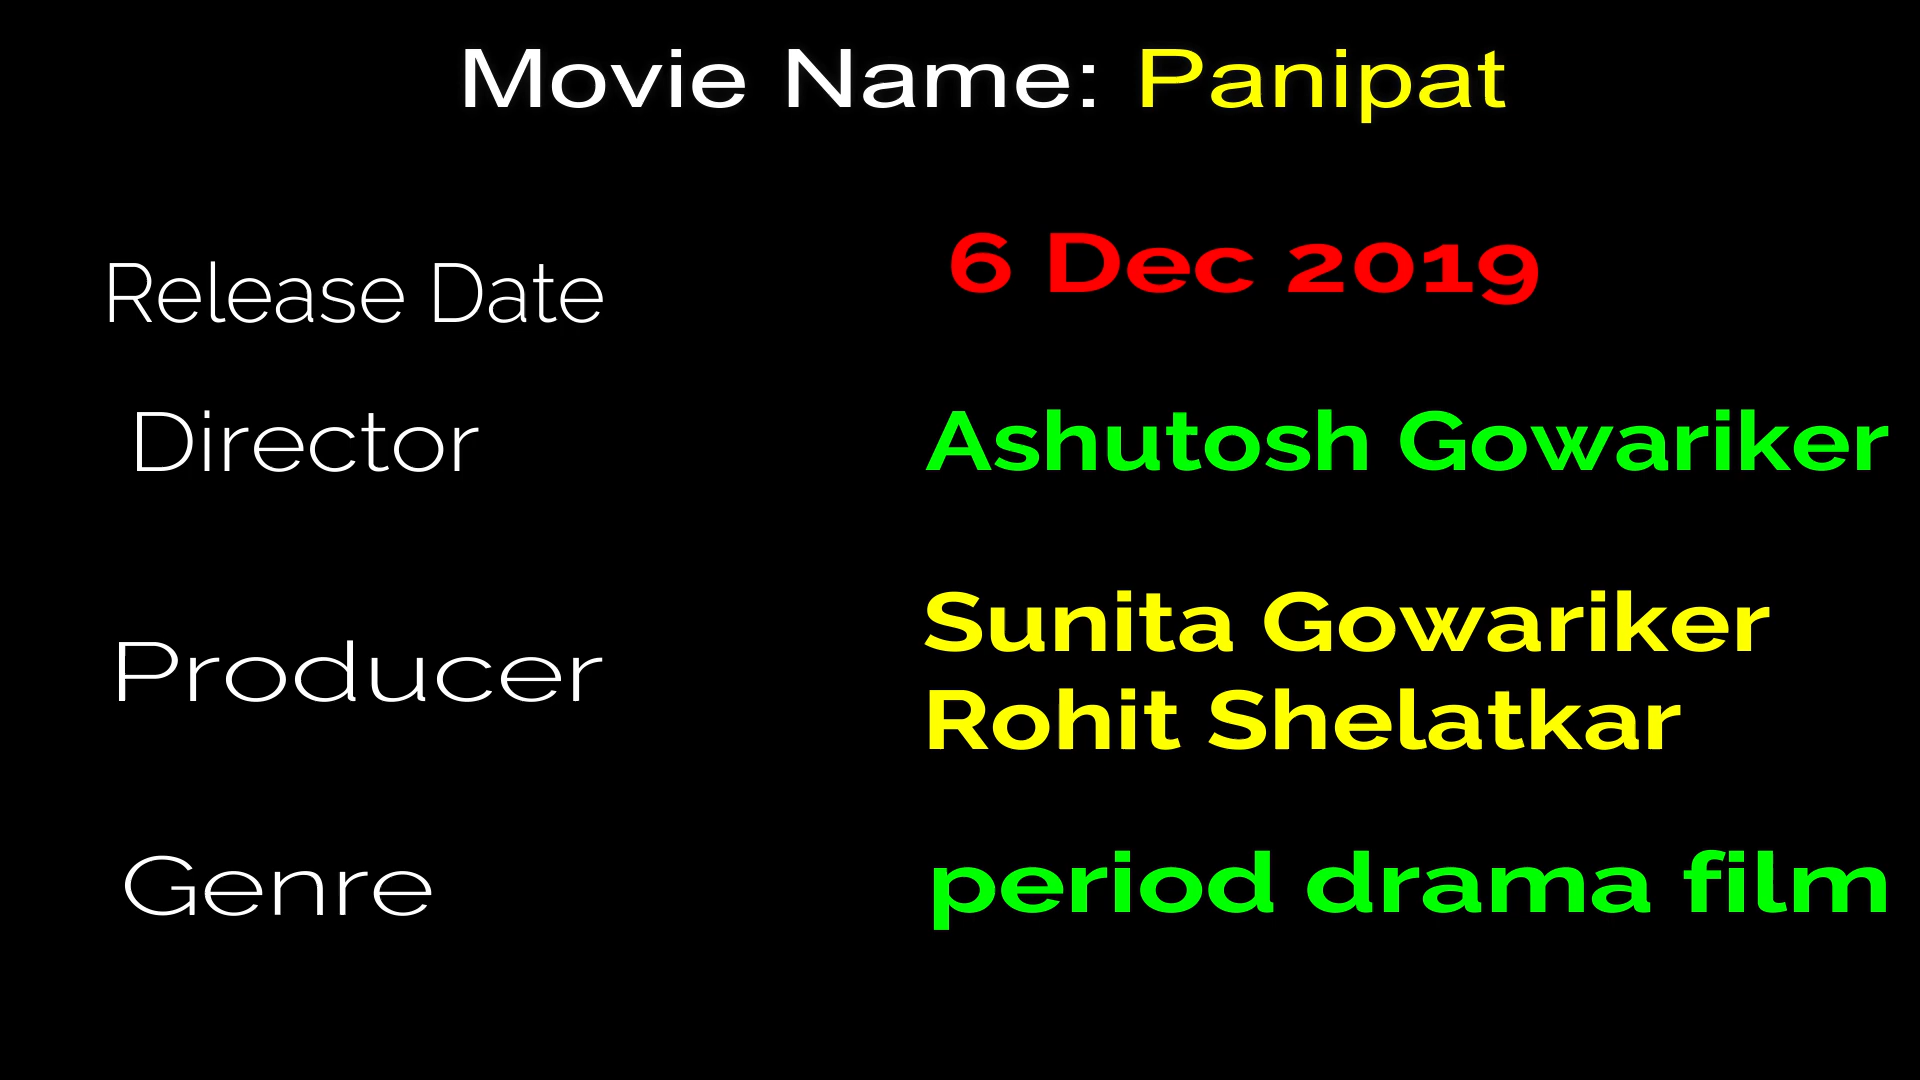 Movie Name: Panipat
Release Date 6 Dec 2019
Director Ashutosh Gowariker
Producer Sunita Gowariker
Rohit Shelatkar
Genre period drama film